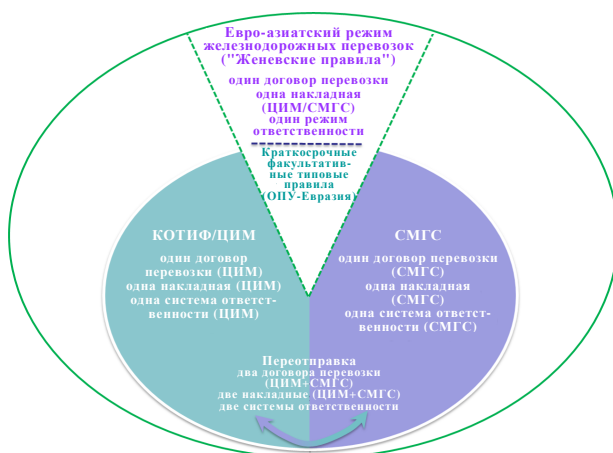 Евро-азиатский режим
железнодорожных перевозок
("Женевские правила")
один договор перевозки
одна накладная
(ЦИМ/СМГС)
один режим
ответственности
Краткосрочные
факультатив-
ные типовые
правила
(ОПУ-Евразия)
КОТИФ/ЦИМ
один договор
перевозки (ЦИМ)
одна накладная (ЦИМ)
одна система ответст-
венности (ЦИМ)
СМГС
один договор перевозки
(СМГС)
одна накладная
(СМГС)
одна система ответст-
венности (СМГС)
Переотправка
два договора перевозки
(ЦИМ+СМГС)
две накладные (ЦИМ+СМГС)
две системы ответственности